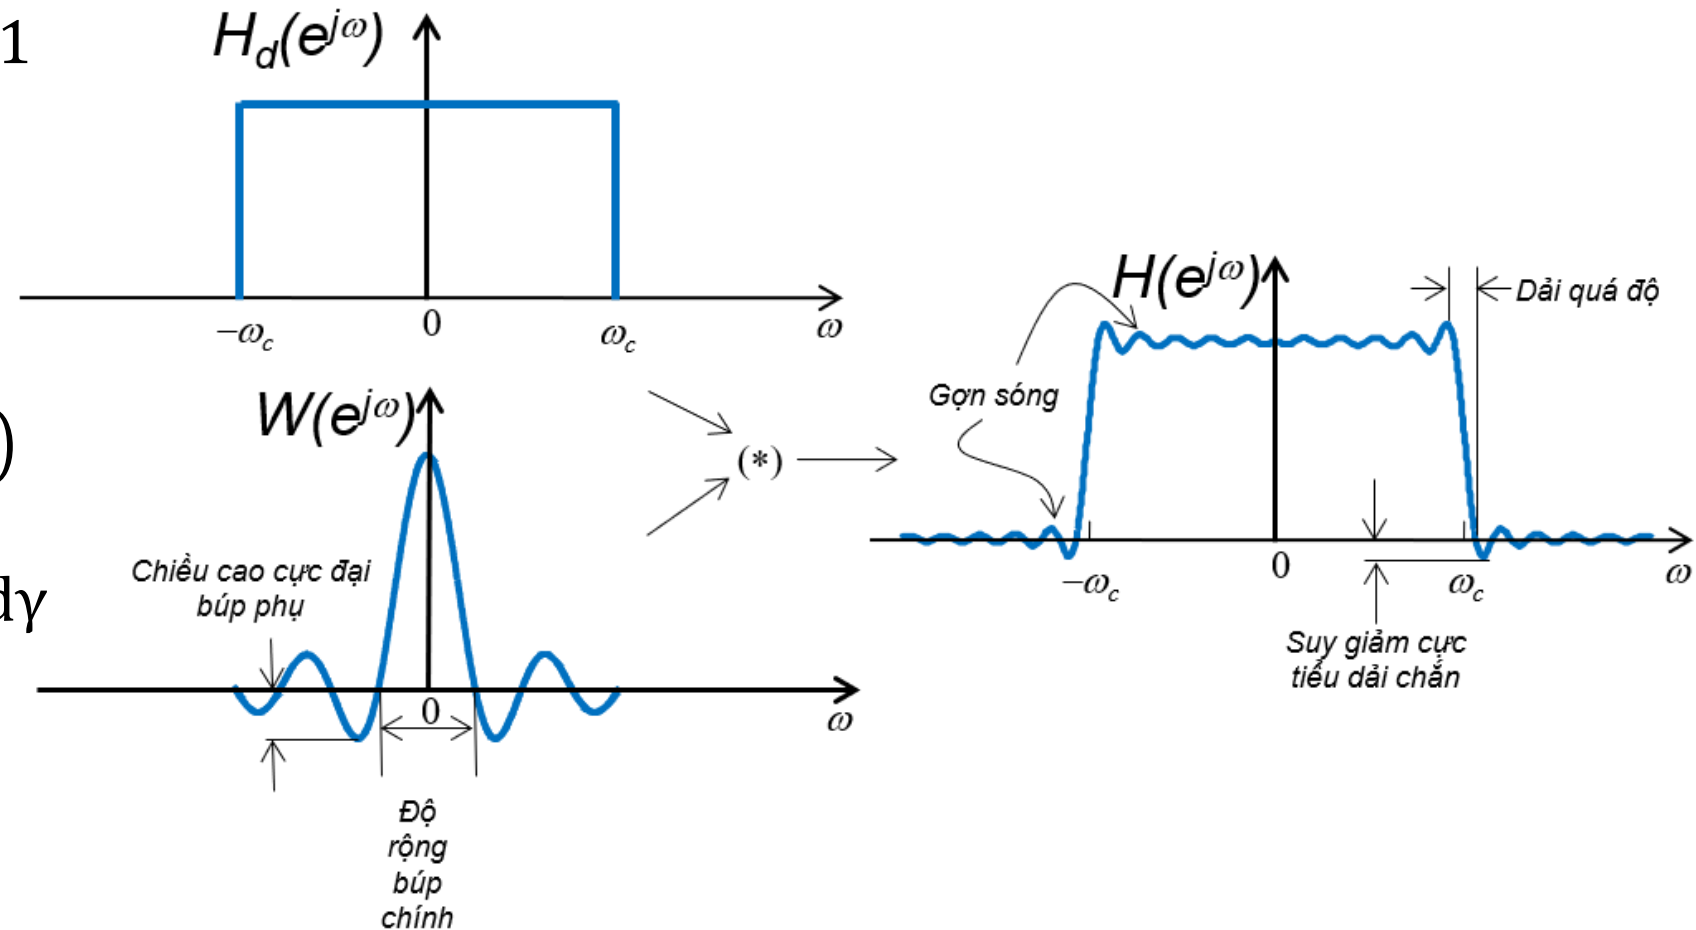 1
H_d(e^{jω})
−ω_c
0
ω_c
ω
W(e^{jω})
)
Chiều cao cực đại
búp phụ
dγ
0
ω
Độ
rộng
búp
chính
(*)
H(e^{jω})
Dải quá độ
Gợn sóng
−ω_c
0
ω_c
ω
Suy giảm cực
tiểu dải chắn